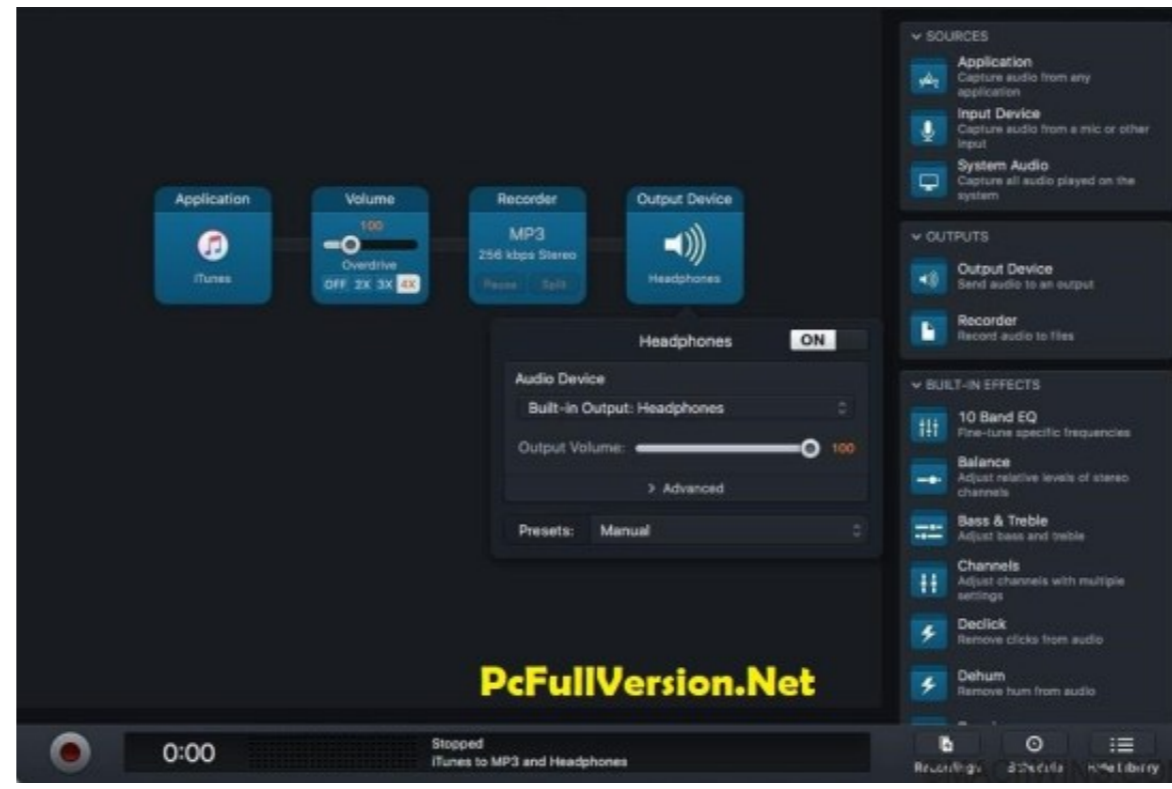 SOURCES
Application
Capture audio from any
application
Input Device
Capture audio from a mic or other
input
System Audio
Capture all audio played on the
system
Application
Volume
Recorder
Output Device
100
MP3
256 kbps Stereo
iTunes
Overdrive
OFF 2X 3X 4X
Pause Split
Headphones
OUTPUTS
Output Device
Send audio to an output
Recorder
Record audio to files
Headphones ON
Audio Device
Built-in Output: Headphones
Output Volume: 100
Advanced
Presets: Manual
BUILT-IN EFFECTS
10 Band EQ
Fine-tune specific frequencies
Balance
Adjust relative levels of stereo
channels
Bass & Treble
Adjust bass and treble
Channels
Adjust channels with multiple
settings
Declick
Remove clicks from audio
Dehum
Remove hum from audio
PcFullVersion.Net
0:00
Stopped
iTunes to MP3 and Headphones
Recordings
Schedule
Library